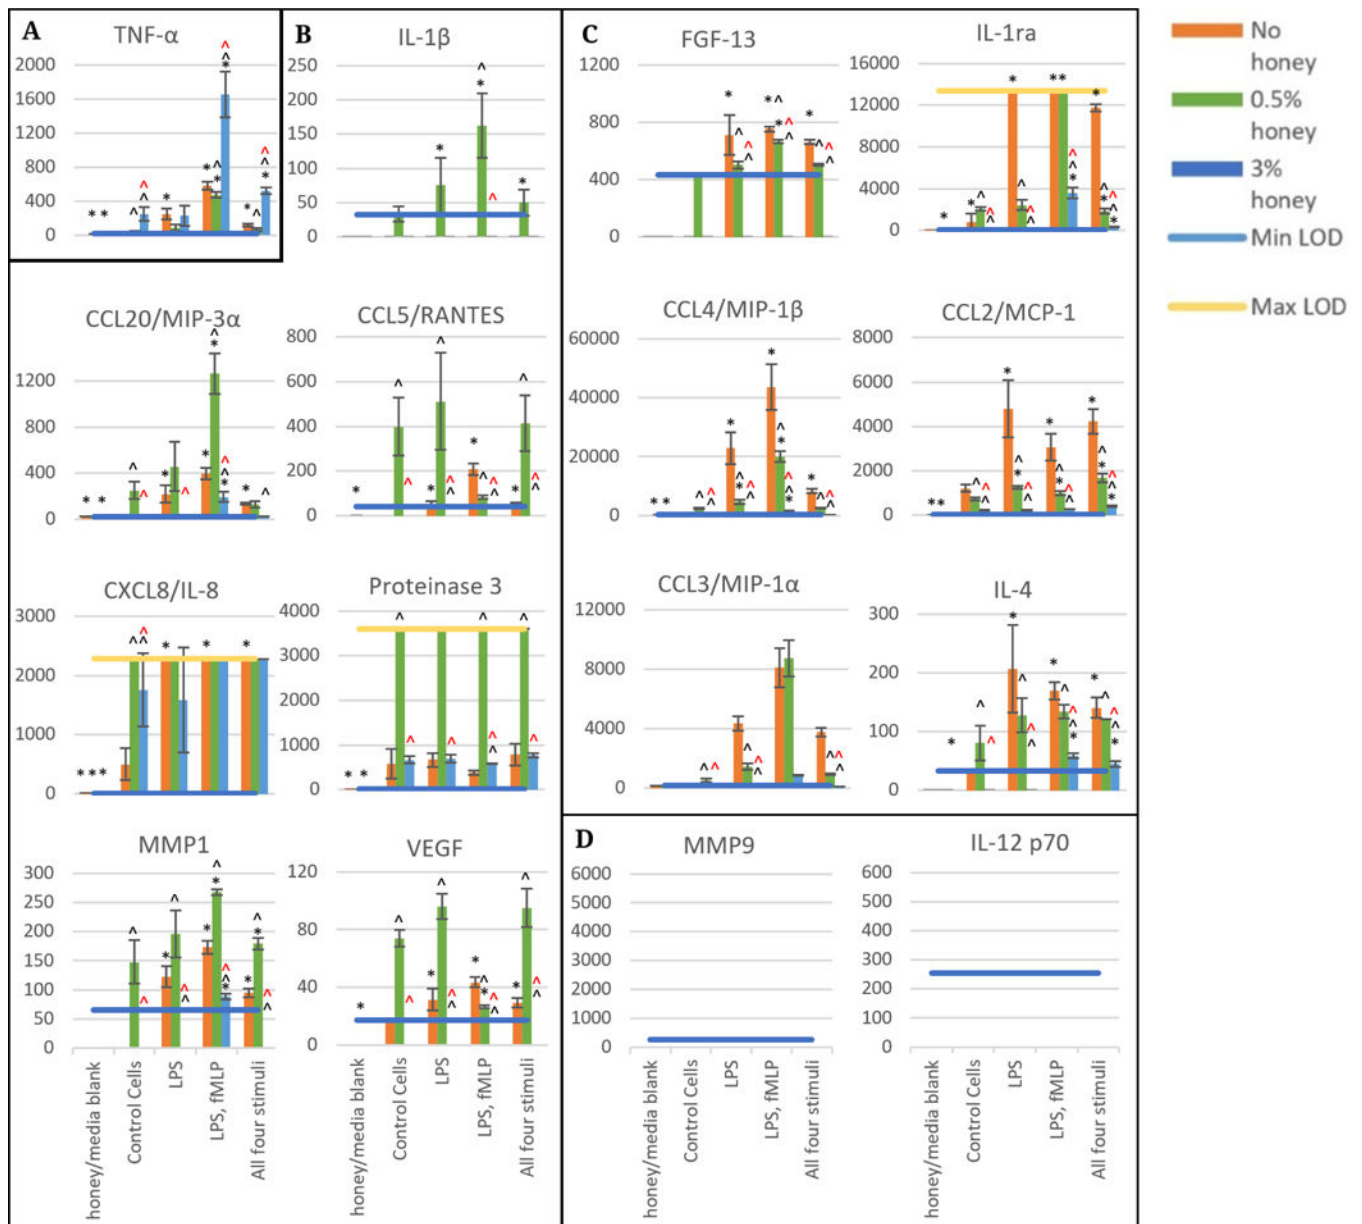 A
TNF-α
2000
1600
1200
800
400
0
B
IL-1β
250
200
150
100
50
0
C
FGF-13
1200
800
400
0
IL-1ra
16000
12000
8000
4000
0
No
honey
0.5%
honey
3%
honey
Min LOD
Max LOD
CCL20/MIP-3α
1200
800
400
0
CCL5/RANTES
800
600
400
200
0
CCL4/MIP-1β
60000
40000
20000
0
CCL2/MCP-1
8000
6000
4000
2000
0
CXCL8/IL-8
3000
2000
1000
0
Proteinase 3
4000
3000
2000
1000
0
CCL3/MIP-1α
12000
8000
4000
0
IL-4
300
200
100
0
MMP1
300
250
200
150
100
50
0
honey/media blank
Control Cells
LPS
LPS, fMLP
All four stimuli
VEGF
120
80
40
0
honey/media blank
Control Cells
LPS
LPS, fMLP
All four stimuli
D
MMP9
6000
5000
4000
3000
2000
1000
0
honey/media blank
Control Cells
LPS
LPS, fMLP
All four stimuli
IL-12 p70
600
500
400
300
200
100
0
honey/media blank
Control Cells
LPS
LPS, fMLP
All four stimuli